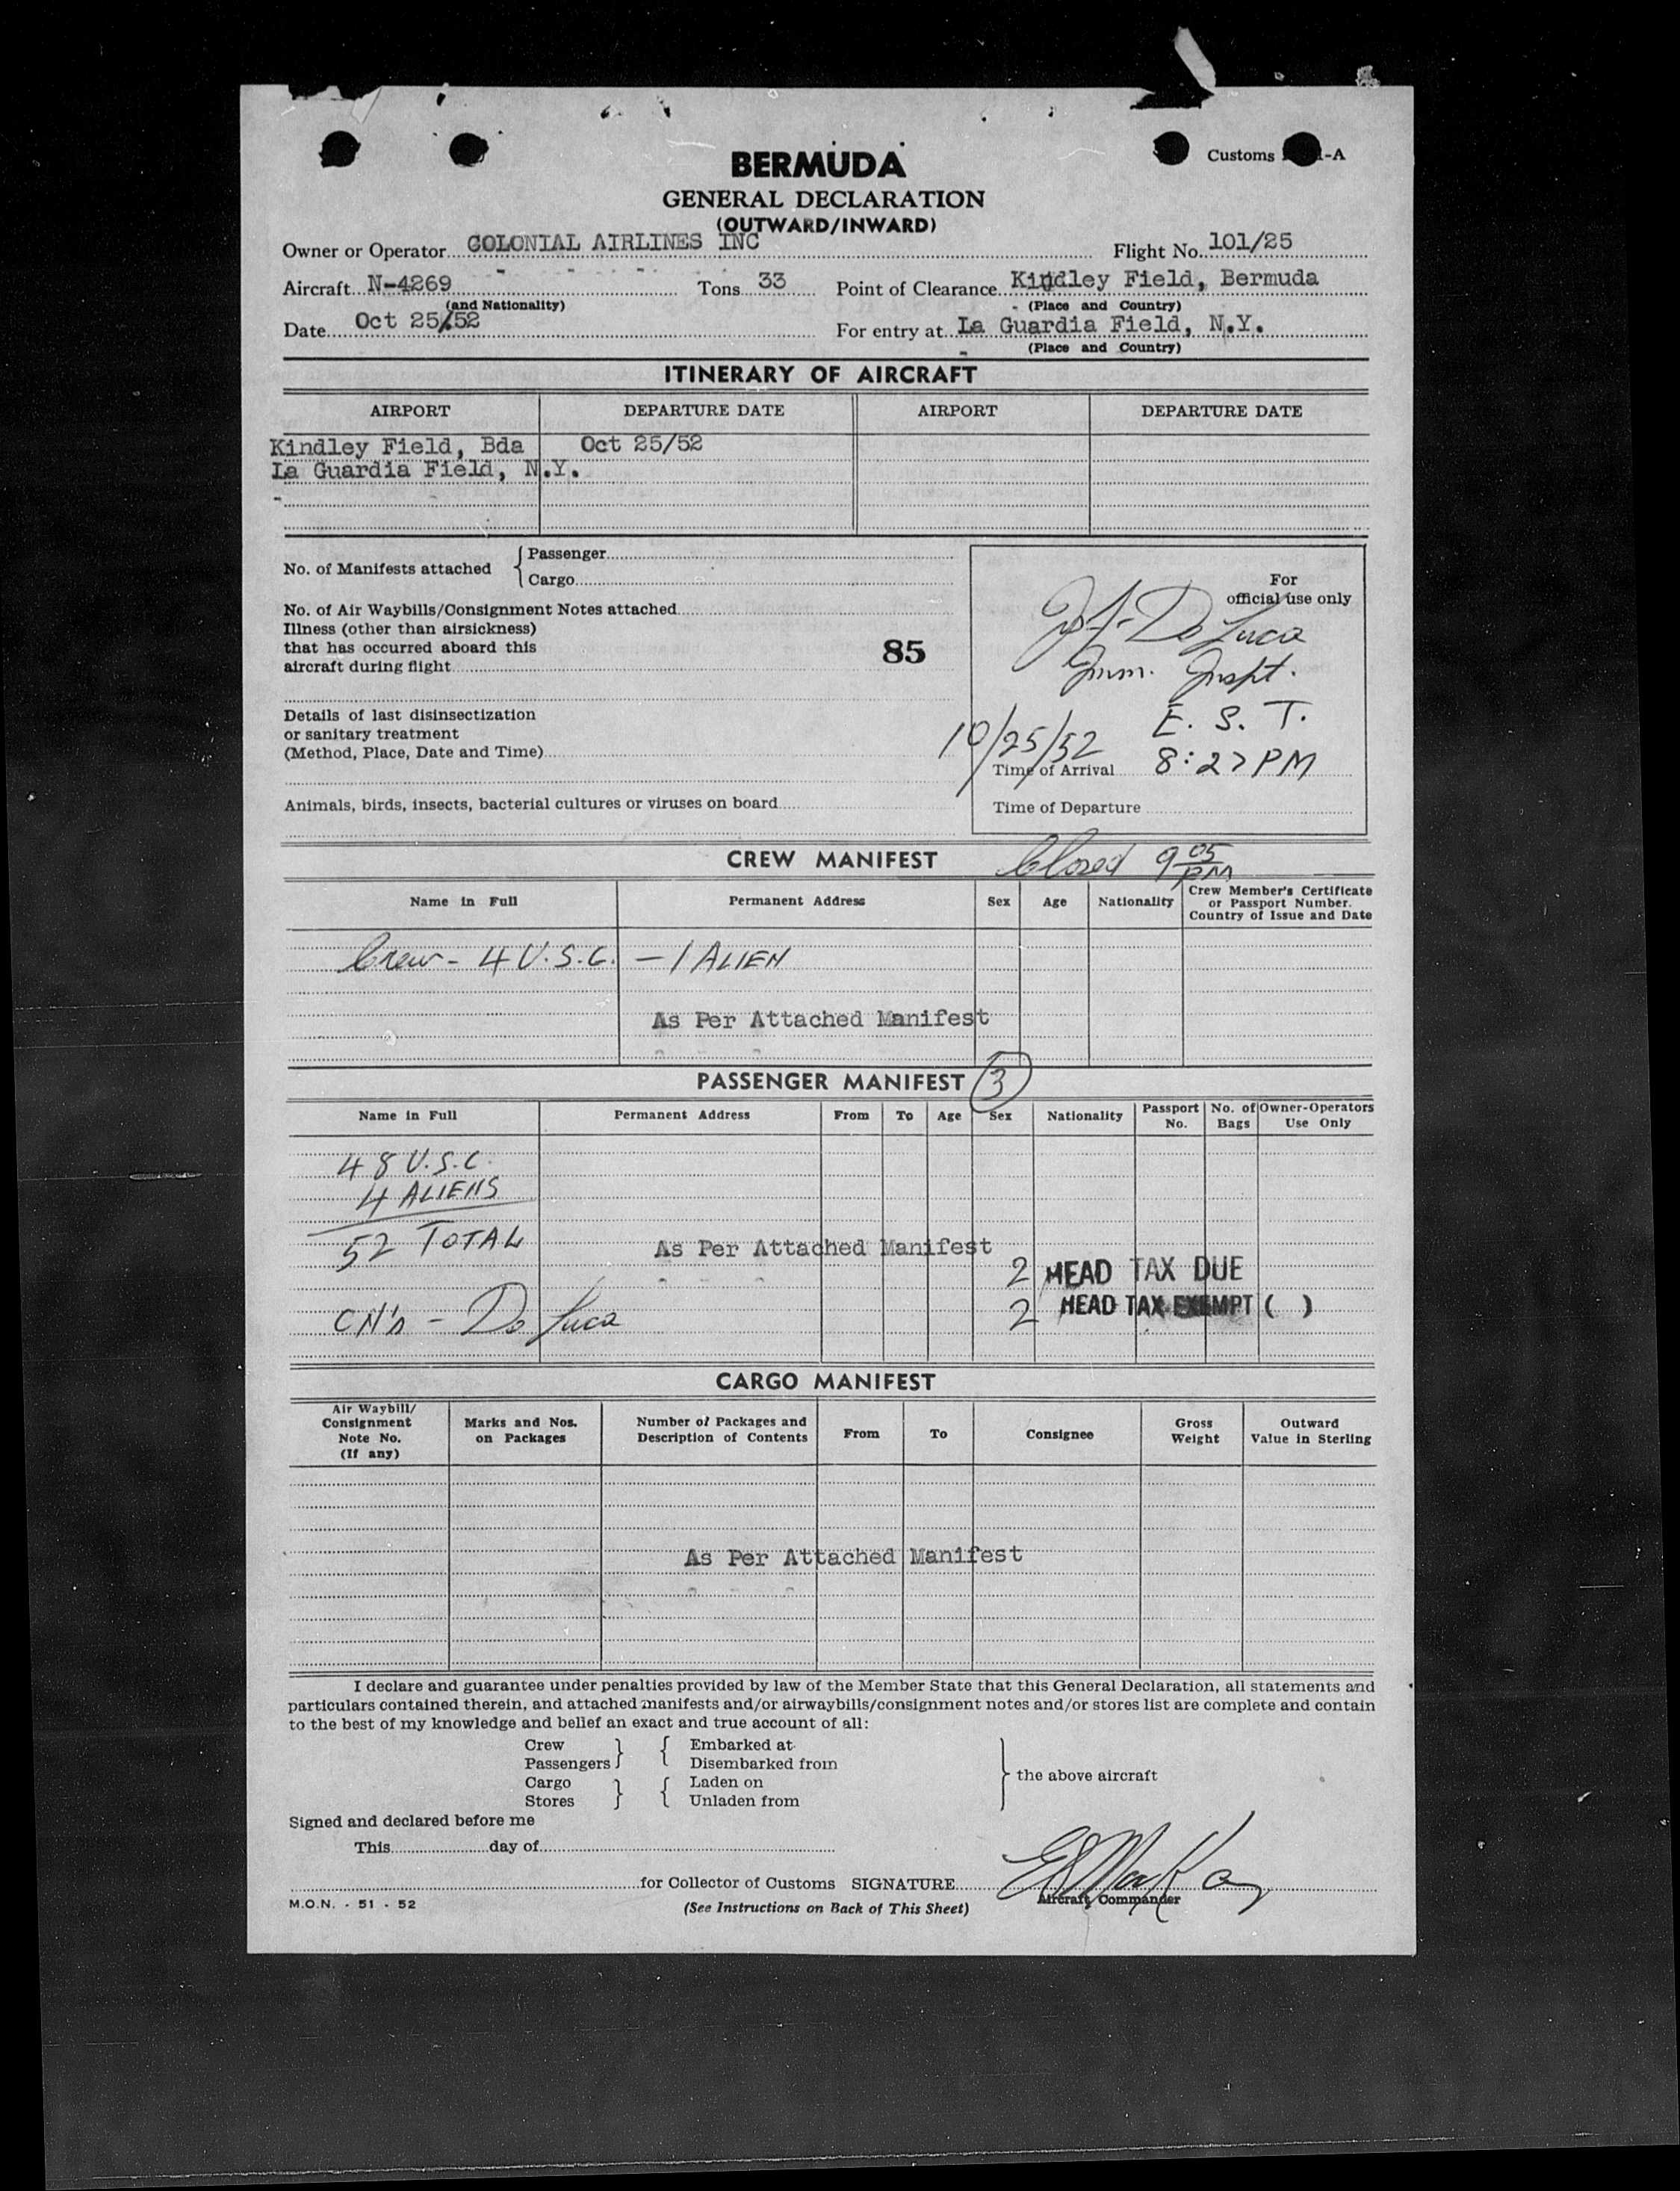 BERMUDA
Customs -A
GENERAL DECLARATION
(OUTWARD/INWARD)
Owner or Operator COLONIAL AIRLINES INC Flight No. 101/25
Aircraft N-4269 Tons 33 Point of Clearance Kindley Field, Bermuda
(and Nationality) (Place and Country)
Date Oct 25/52 For entry at La Guardia Field, N.Y.
(Place and Country)
ITINERARY OF AIRCRAFT
AIRPORT DEPARTURE DATE AIRPORT DEPARTURE DATE
Kindley Field, Bda Oct 25/52
La Guardia Field, N.Y.
No. of Manifests attached { Passenger
Cargo
No. of Air Waybills/Consignment Notes attached
Illness (other than airsickness)
that has occurred aboard this
aircraft during flight
85
Details of last disinsectization
or sanitary treatment
(Method, Place, Date and Time)
Animals, birds, insects, bacterial cultures or viruses on board
For
official use only
De Luca
Imm. Inspt.
E. S. T.
10/25/52
Time of Arrival 8:27 PM
Time of Departure
CREW MANIFEST Closed 9 05 PM
Name in Full Permanent Address Sex Age Nationality Crew Member's Certificate
or Passport Number.
Country of Issue and Date
Crew - 4 U.S.C. - 1 ALIEN
As Per Attached Manifest
PASSENGER MANIFEST 3
Name in Full Permanent Address From To Age Sex Nationality Passport No. No. of Bags Owner-Operators Use Only
48 U.S.C.
4 ALIENS
52 TOTAL
As Per Attached Manifest
2 HEAD TAX DUE
2 HEAD TAX EXEMPT ( )
CN's - De Luca
CARGO MANIFEST
Air Waybill/
Consignment
Note No.
(If any)
Marks and Nos.
on Packages
Number of Packages and
Description of Contents
From To Consignee
Gross
Weight
Outward
Value in Sterling
As Per Attached Manifest
I declare and guarantee under penalties provided by law of the Member State that this General Declaration, all statements and
particulars contained therein, and attached manifests and/or airwaybills/consignment notes and/or stores list are complete and contain
to the best of my knowledge and belief an exact and true account of all:
Crew } { Embarked at
Passengers Disembarked from
Cargo } { Laden on
Stores Unladen from
} the above aircraft
Signed and declared before me
This day of
for Collector of Customs SIGNATURE
Aircraft Commander
M.O.N. - 51 - 52
(See Instructions on Back of This Sheet)